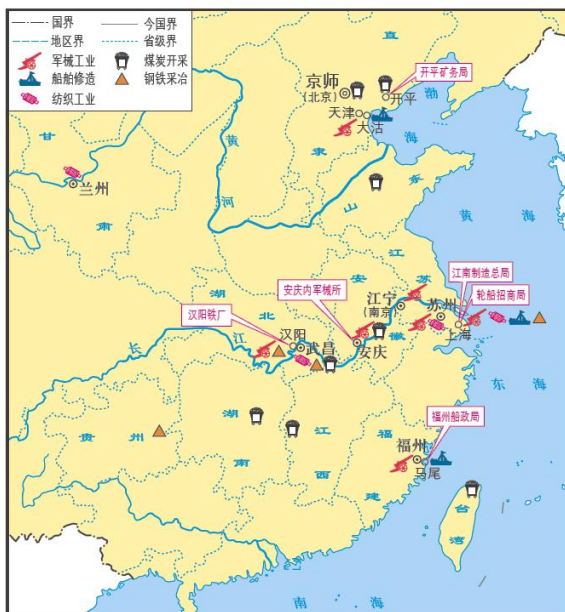 国界
今国界
地区界
省级界
军械工业
煤炭开采
船舶修造
钢铁采冶
纺织工业
直
隶
京师
(北京)
开平矿务局
开平
天津
大沽
渤
海
甘
肃
兰州
黄
河
山
东
黄
海
江
苏
安
徽
江宁
(南京)
苏州
上海
江南制造总局
轮船招商局
安庆内军械所
安庆
湖
北
汉阳铁厂
汉阳
武昌
长
江
东
海
贵
州
湖
南
江
西
福
建
福州
马尾
福州船政局
台
湾
南
海